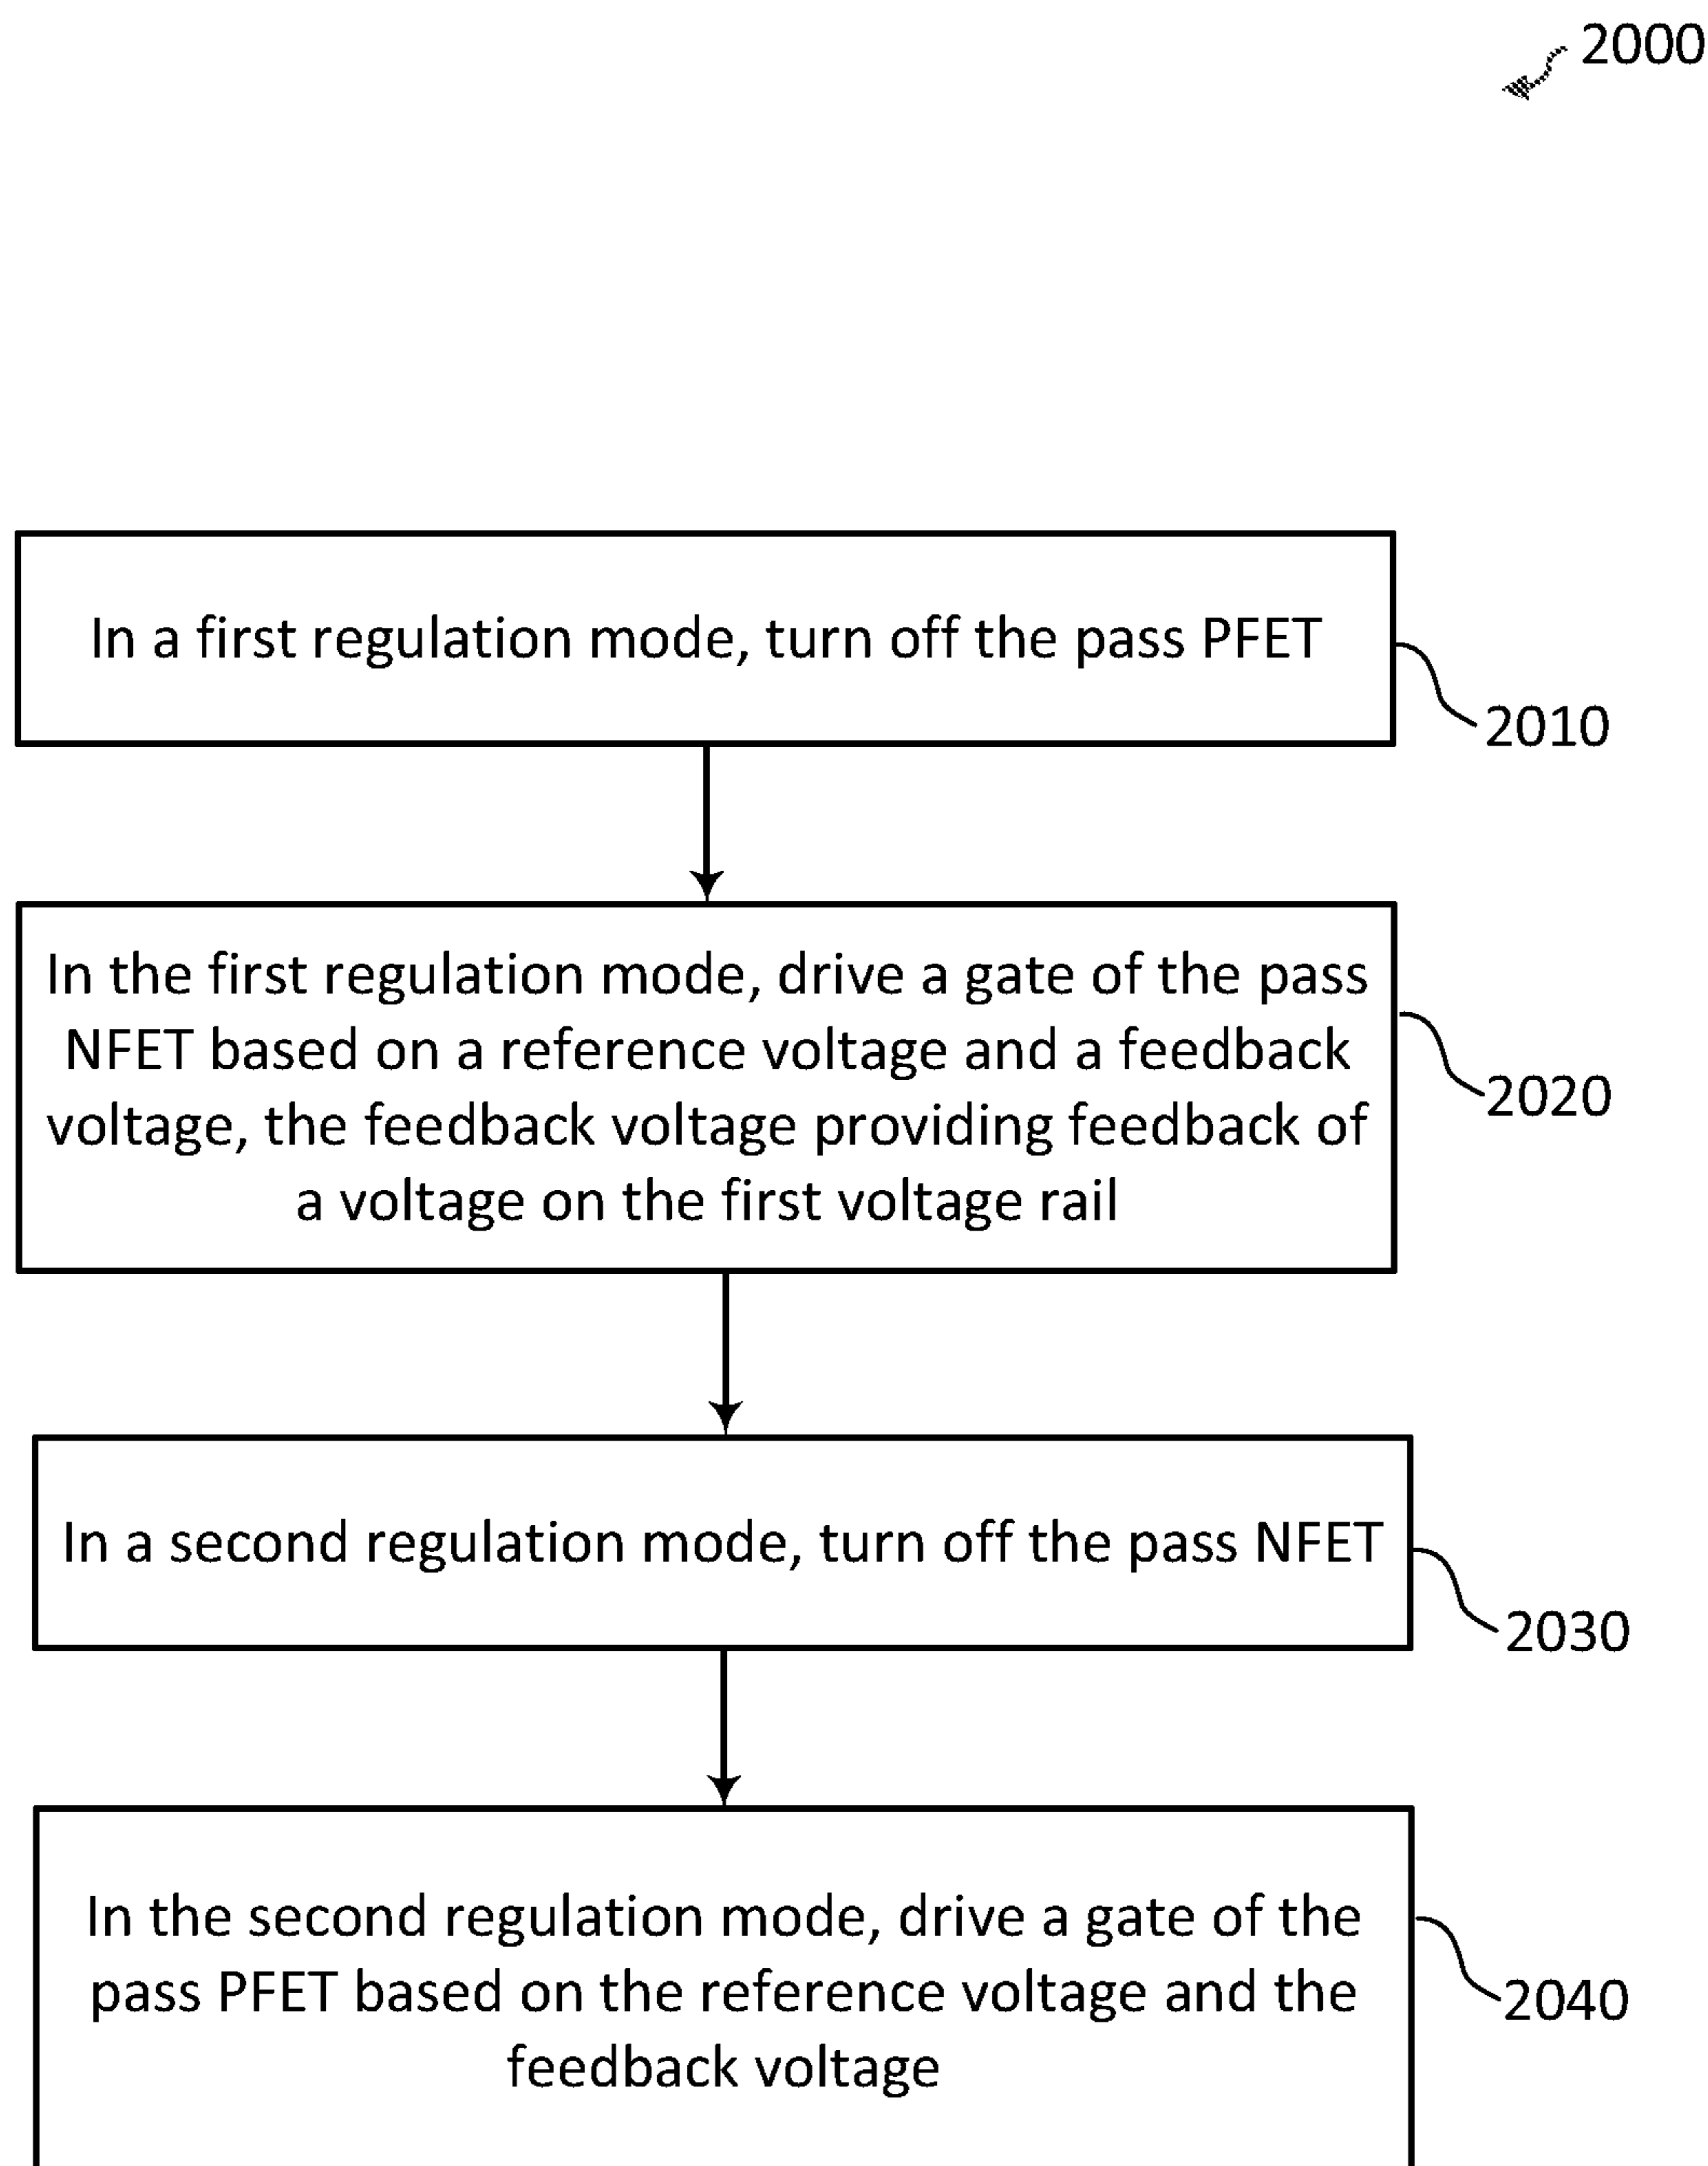 2000
In a first regulation mode, turn off the pass PFET
2010
In the first regulation mode, drive a gate of the pass
NFET based on a reference voltage and a feedback
voltage, the feedback voltage providing feedback of
a voltage on the first voltage rail
2020
In a second regulation mode, turn off the pass NFET
2030
In the second regulation mode, drive a gate of the
pass PFET based on the reference voltage and the
feedback voltage
2040